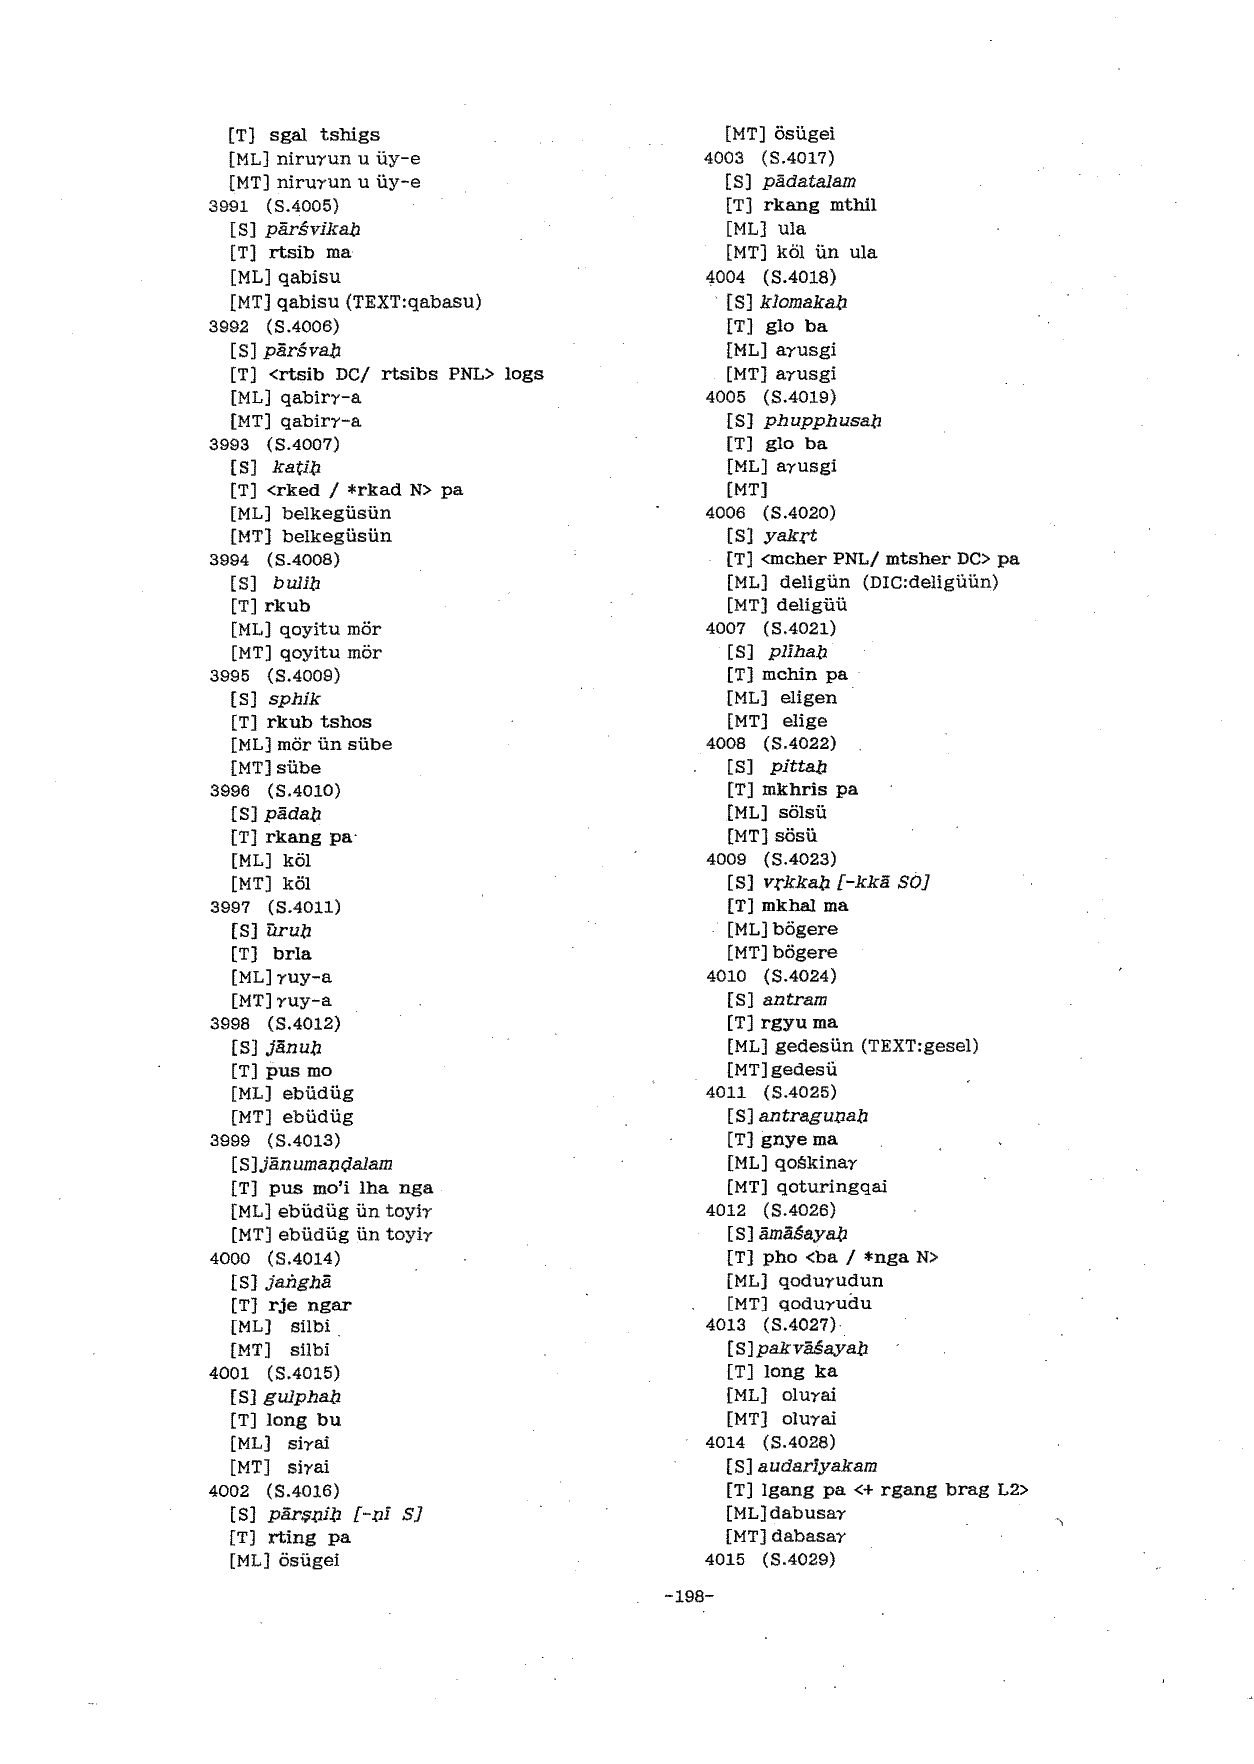 [T] sgal tshigs
[ML] niruγun u üy-e
[MT] niruγun u üy-e
3991 (S.4005)
[S] pārśvikaḥ
[T] rtsib ma
[ML] qabisu
[MT] qabisu (TEXT:qabasu)
3992 (S.4006)
[S] pārśvaḥ
[T] <rtsib DC/ rtsibs PNL> logs
[ML] qabirγ-a
[MT] qabirγ-a
3993 (S.4007)
[S] kaṭiḥ
[T] <rked / *rkad N> pa
[ML] belkegüsün
[MT] belkegüsün
3994 (S.4008)
[S] buliḥ
[T] rkub
[ML] qoyitu mör
[MT] qoyitu mör
3995 (S.4009)
[S] sphik
[T] rkub tshos
[ML] mör ün sübe
[MT] sübe
3996 (S.4010)
[S] pādaḥ
[T] rkang pa
[ML] köl
[MT] köl
3997 (S.4011)
[S] ūruḥ
[T] brla
[ML] γuy-a
[MT] γuy-a
3998 (S.4012)
[S] jānuḥ
[T] pus mo
[ML] ebüdüg
[MT] ebüdüg
3999 (S.4013)
[S] jānumaṇḍalam
[T] pus mo'i lha nga
[ML] ebüdüg ün toyiγ
[MT] ebüdüg ün toyiγ
4000 (S.4014)
[S] jaṅghā
[T] rje ngar
[ML] silbi
[MT] silbi
4001 (S.4015)
[S] gulphaḥ
[T] long bu
[ML] siγai
[MT] siγai
4002 (S.4016)
[S] pārṣṇiḥ [-ṇī S]
[T] rting pa
[ML] ösügei
[MT] ösügei
4003 (S.4017)
[S] pādatalam
[T] rkang mthil
[ML] ula
[MT] köl ün ula
4004 (S.4018)
[S] klomakaḥ
[T] glo ba
[ML] aγusgi
[MT] aγusgi
4005 (S.4019)
[S] phupphusaḥ
[T] glo ba
[ML] aγusgi
[MT]
4006 (S.4020)
[S] yakṛt
[T] <mcher PNL/ mtsher DC> pa
[ML] deligün (DIC:deligüün)
[MT] deligüü
4007 (S.4021)
[S] plīhaḥ
[T] mchin pa
[ML] eligen
[MT] elige
4008 (S.4022)
[S] pittaḥ
[T] mkhris pa
[ML] sölsü
[MT] sösü
4009 (S.4023)
[S] vṛkkaḥ [-kkā SO]
[T] mkhal ma
[ML] bögere
[MT] bögere
4010 (S.4024)
[S] antram
[T] rgyu ma
[ML] gedesün (TEXT:gesel)
[MT] gedesü
4011 (S.4025)
[S] antraguṇaḥ
[T] gnye ma
[ML] qoškinaγ
[MT] qoturingqai
4012 (S.4026)
[S] āmāśayaḥ
[T] pho <ba / *nga N>
[ML] qoduγudun
[MT] qoduγudu
4013 (S.4027)
[S] pakvāśayaḥ
[T] long ka
[ML] oluγai
[MT] oluγai
4014 (S.4028)
[S] audarīyakam
[T] lgang pa <+ rgang brag L2>
[ML] dabusaγ
[MT] dabasaγ
4015 (S.4029)
-198-